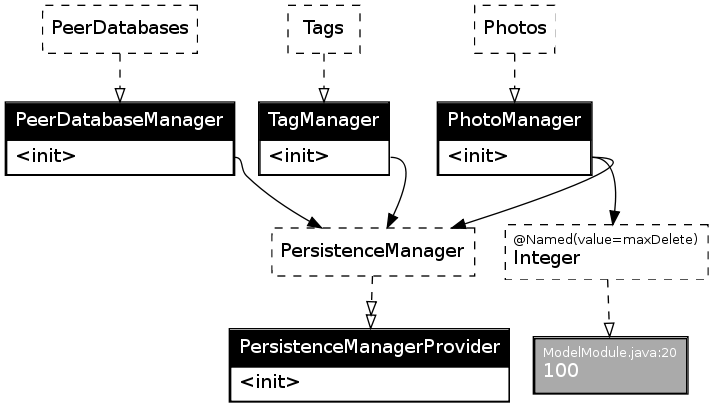 PeerDatabases
Tags
Photos
PeerDatabaseManager
<init>
TagManager
<init>
PhotoManager
<init>
PersistenceManager
@Named(value=maxDelete)
Integer
PersistenceManagerProvider
<init>
ModelModule.java:20
100